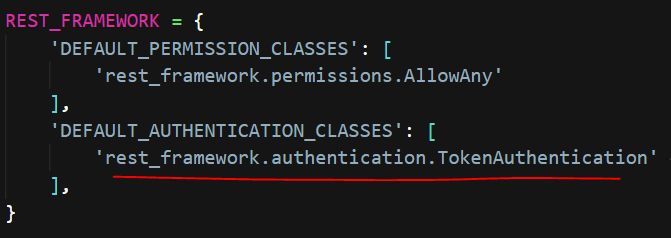 REST_FRAMEWORK = {
'DEFAULT_PERMISSION_CLASSES': [
'rest_framework.permissions.AllowAny'
],
'DEFAULT_AUTHENTICATION_CLASSES': [
'rest_framework.authentication.TokenAuthentication'
],
}